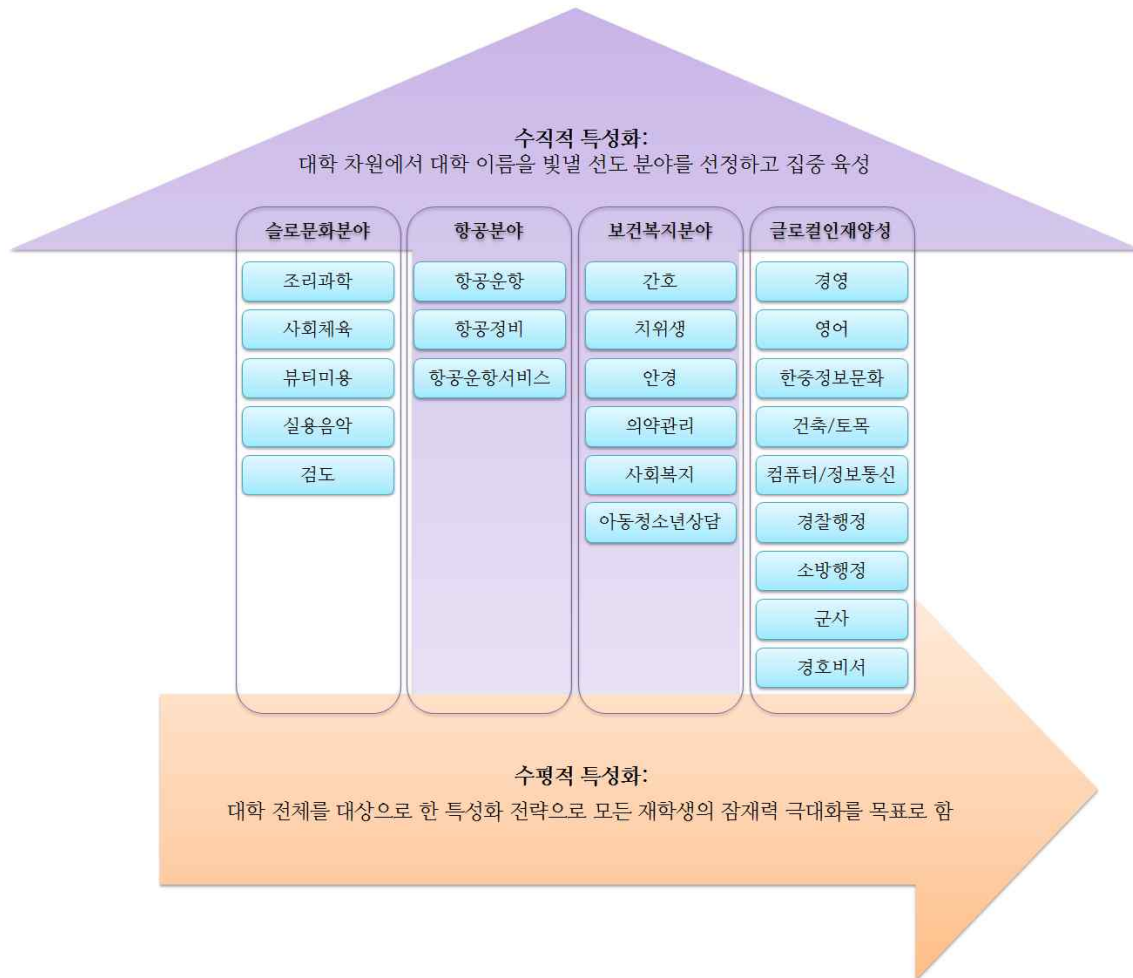 수직적 특성화:
대학 차원에서 대학 이름을 빛낼 선도 분야를 선정하고 집중 육성
슬로문화분야
조리과학
사회체육
뷰티미용
실용음악
검도
항공분야
항공운항
항공정비
항공운항서비스
보건복지분야
간호
치위생
안경
의약관리
사회복지
아동청소년상담
글로컬인재양성
경영
영어
한중정보문화
건축/토목
컴퓨터/정보통신
경찰행정
소방행정
군사
경호비서
수평적 특성화:
대학 전체를 대상으로 한 특성화 전략으로 모든 재학생의 잠재력 극대화를 목표로 함